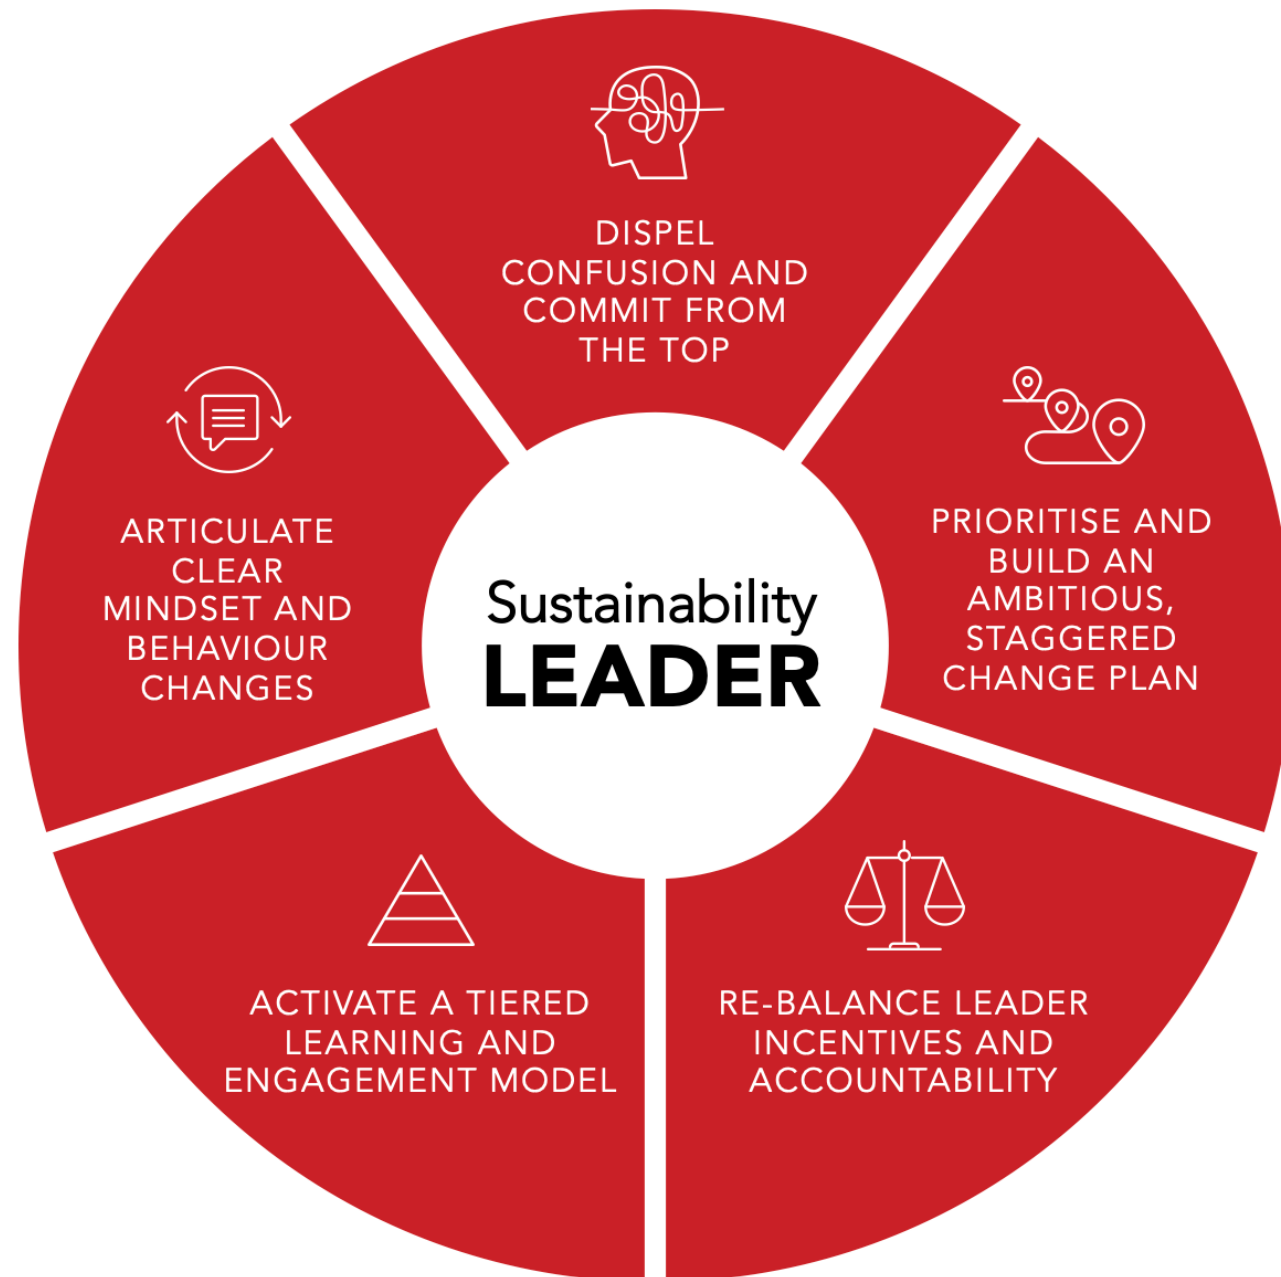 DISPEL
CONFUSION AND
COMMIT FROM
THE TOP
PRIORITISE AND
BUILD AN
AMBITIOUS,
STAGGERED
CHANGE PLAN
RE-BALANCE LEADER
INCENTIVES AND
ACCOUNTABILITY
ACTIVATE A TIERED
LEARNING AND
ENGAGEMENT MODEL
ARTICULATE
CLEAR
MINDSET AND
BEHAVIOUR
CHANGES
Sustainability
LEADER